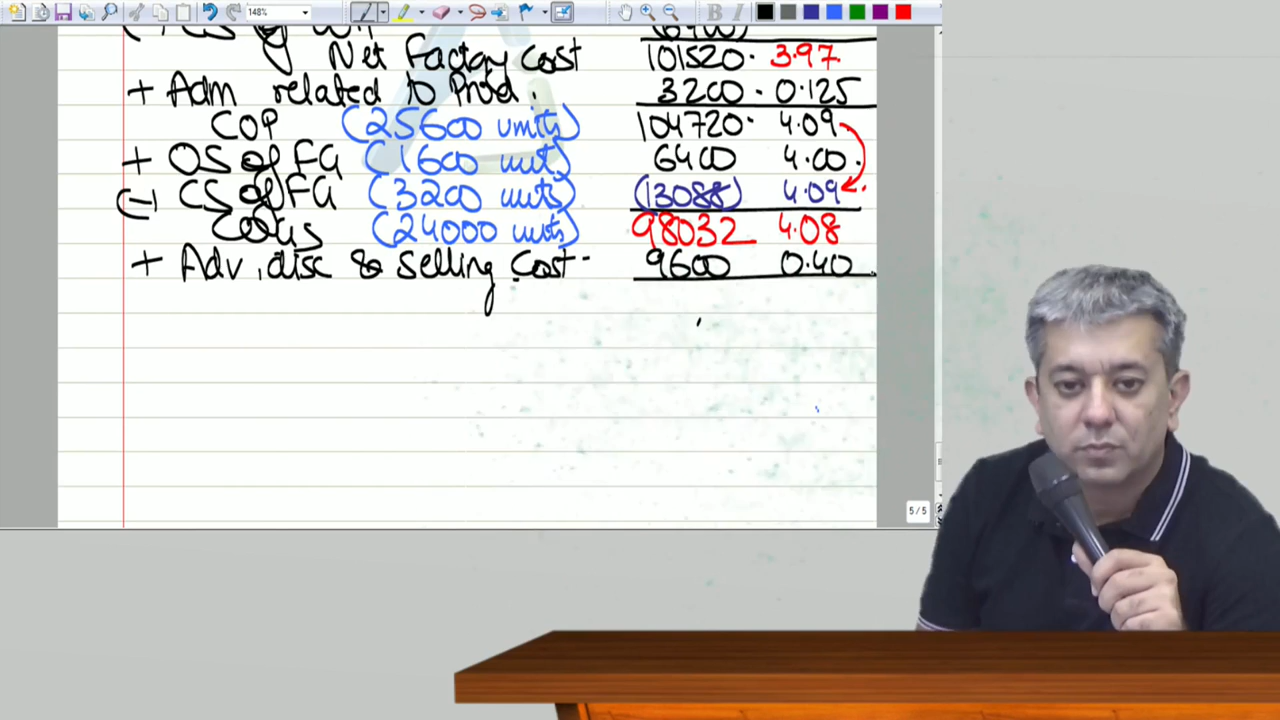 148%
B I
Net Factory Cost 101520. 3.97
+ Adm related to Prod. 3200. 0.125
COP (25600 units) 104720. 4.09
+ OS of FG (1600 unit) 6400 4.00.
(-) CS of FG (3200 units) (13088) 4.09
COGS (24000 units) 98032 4.08
+ Adv, disc & selling cost- 9600 0.40
5/5